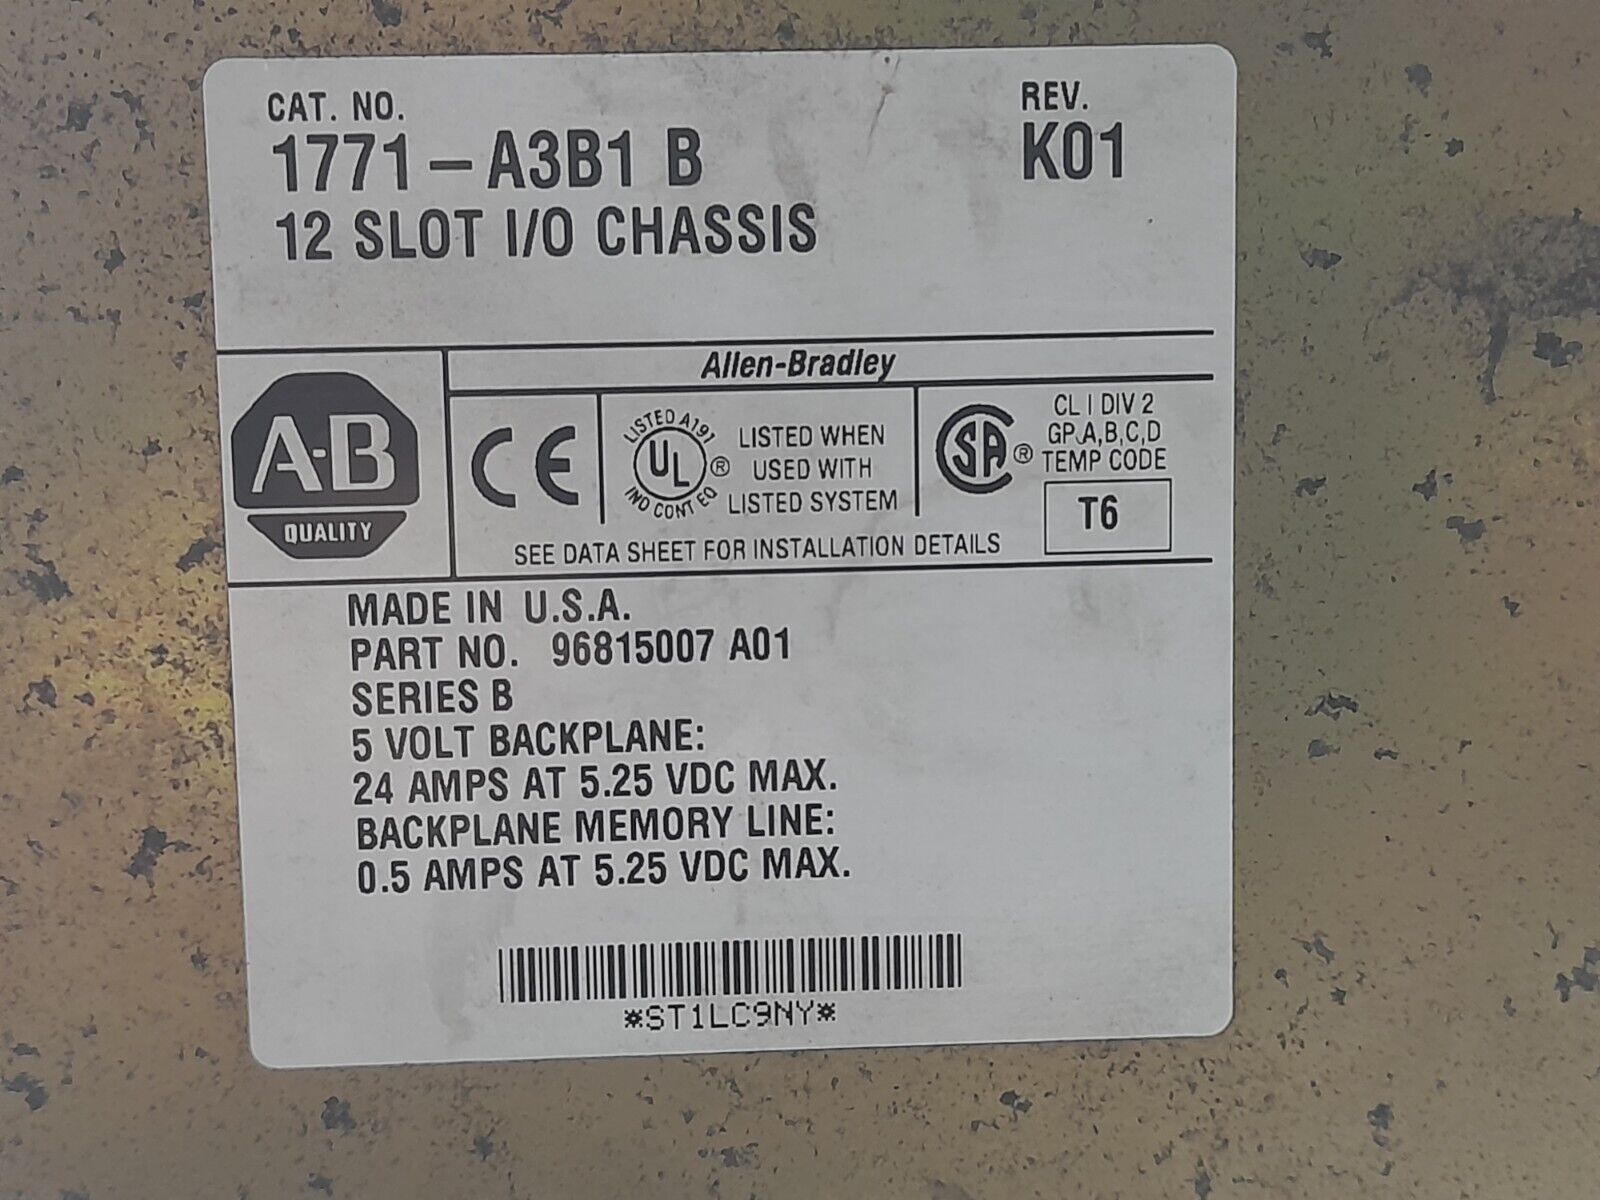 CAT. NO.
1771-A3B1 B
12 SLOT I/O CHASSIS
REV.
K01
Allen-Bradley
A-B
QUALITY
CE
LISTED A191
UL ®
IND CONT EQ
LISTED WHEN
USED WITH
LISTED SYSTEM
SA ®
CL I DIV 2
GP.A,B,C,D
TEMP CODE
T6
SEE DATA SHEET FOR INSTALLATION DETAILS
MADE IN U.S.A.
PART NO. 96815007 A01
SERIES B
5 VOLT BACKPLANE:
24 AMPS AT 5.25 VDC MAX.
BACKPLANE MEMORY LINE:
0.5 AMPS AT 5.25 VDC MAX.
*ST1LC9NY*